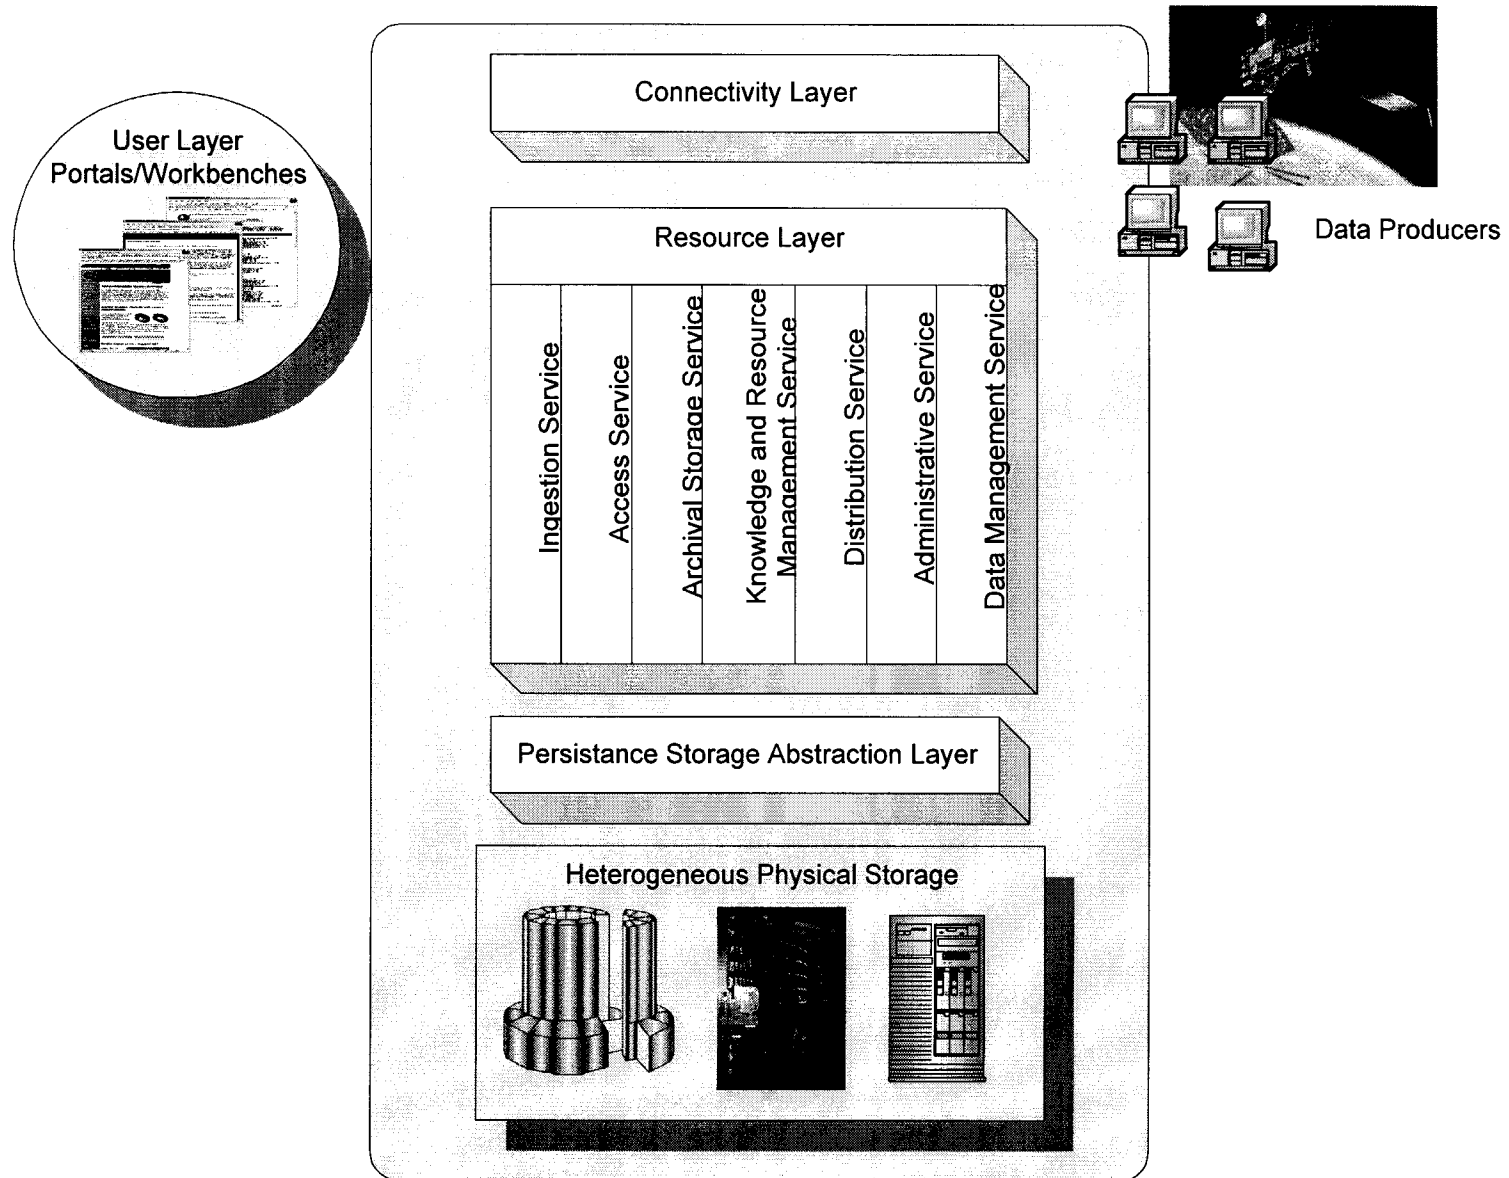 Connectivity Layer
User Layer
Portals/Workbenches
Data Producers
Resource Layer
Ingestion Service
Access Service
Archival Storage Service
Knowledge and Resource
Management Service
Distribution Service
Administrative Service
Data Management Service
Persistance Storage Abstraction Layer
Heterogeneous Physical Storage